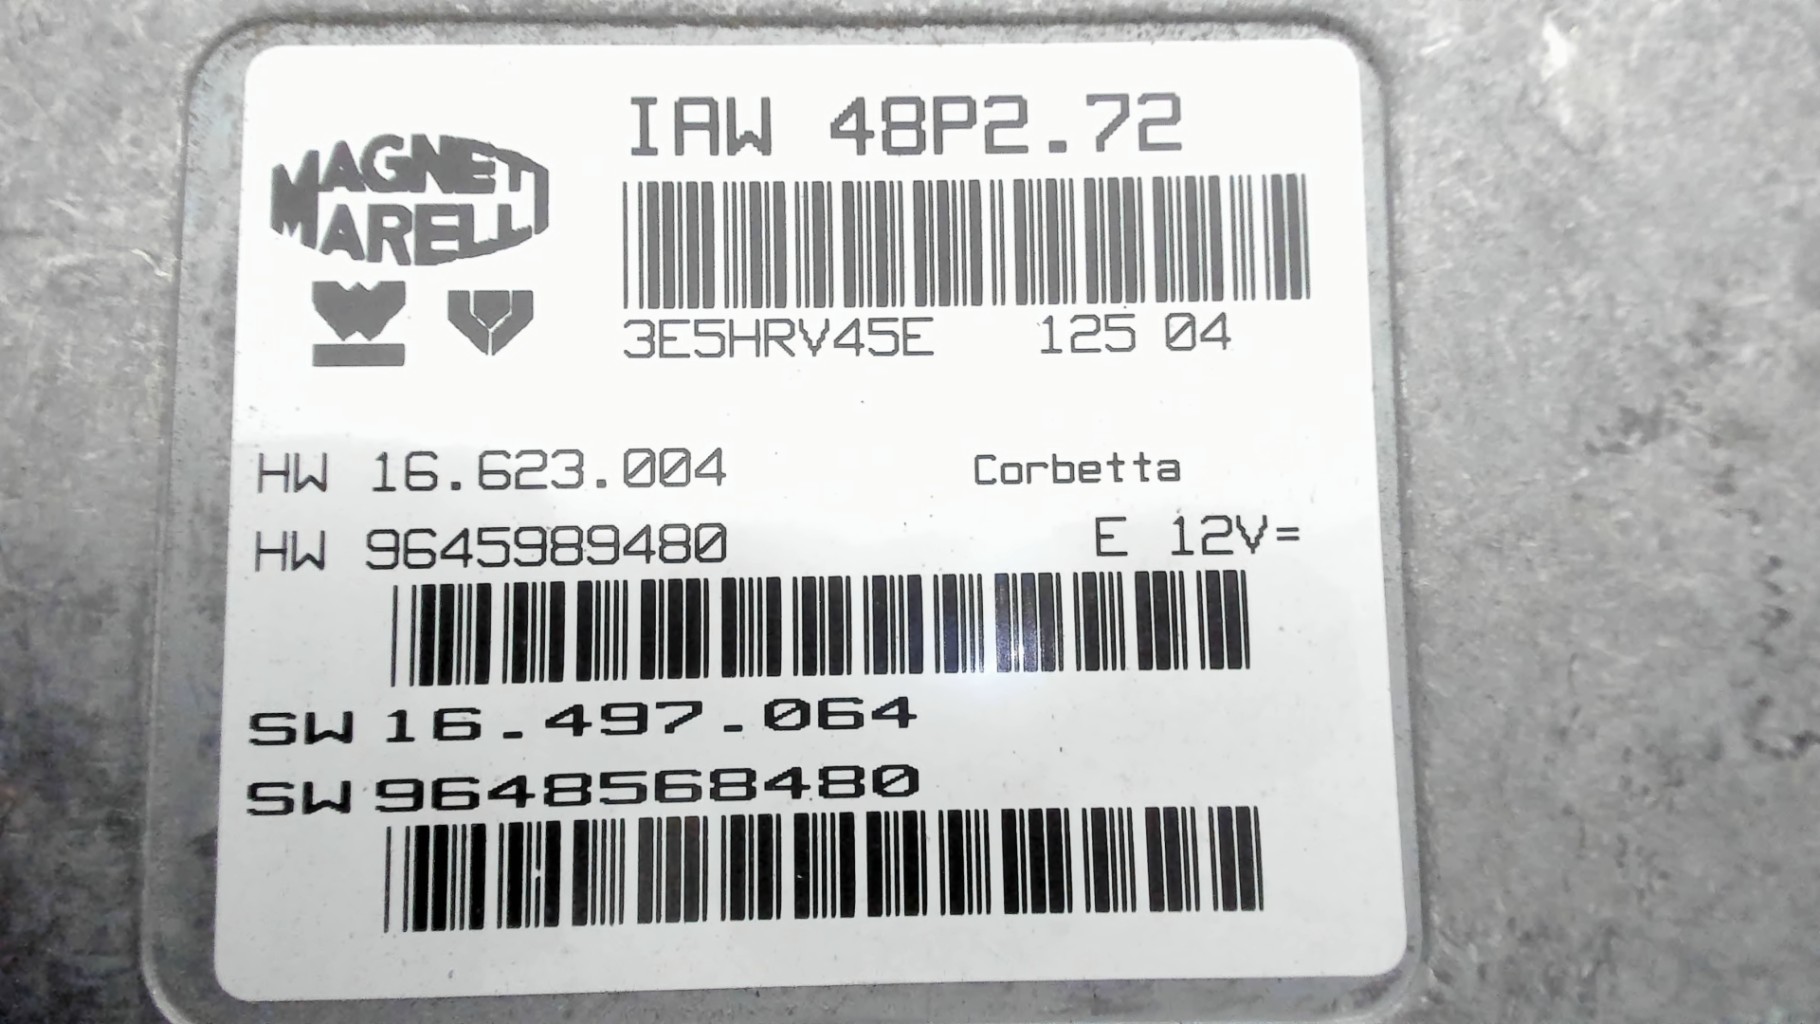 IAW 48P2.72
MAGNETI
MARELLI
3E5HRV45E 125 04
HW 16.623.004 Corbetta
HW 9645989480 E 12V=
SW 16.497.064
SW 9648568480